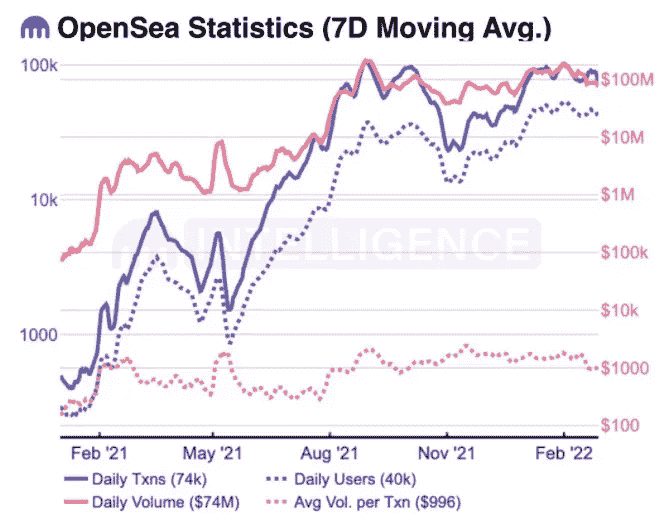 OpenSea Statistics (7D Moving Avg.)
100k
10k
1000
$100M
$10M
$1M
$100k
$10k
$1000
$100
INTELLIGENCE
Feb '21 May '21 Aug '21 Nov '21 Feb '22
Daily Txns (74k) Daily Users (40k)
Daily Volume ($74M) Avg Vol. per Txn ($996)